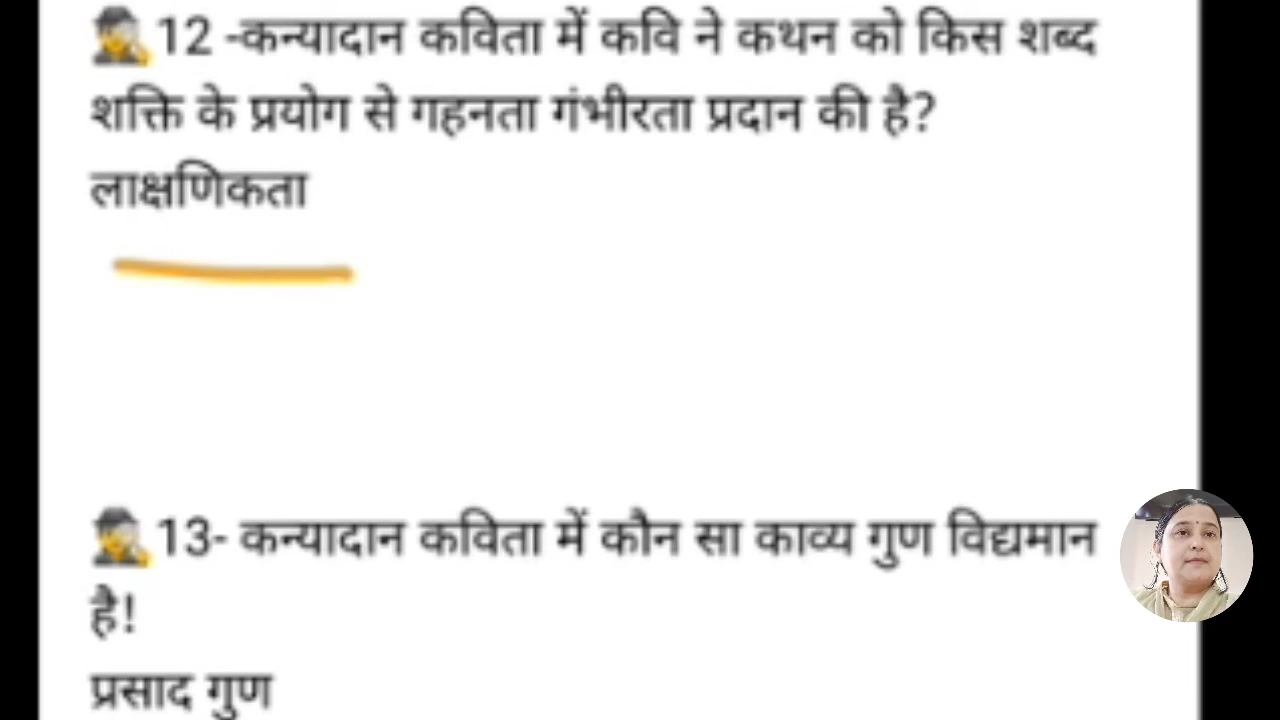 12 -कन्यादान कविता में कवि ने कथन को किस शब्द
शक्ति के प्रयोग से गहनता गंभीरता प्रदान की है?
लाक्षणिकता
13- कन्यादान कविता में कौन सा काव्य गुण विद्यमान
है!
प्रसाद गुण